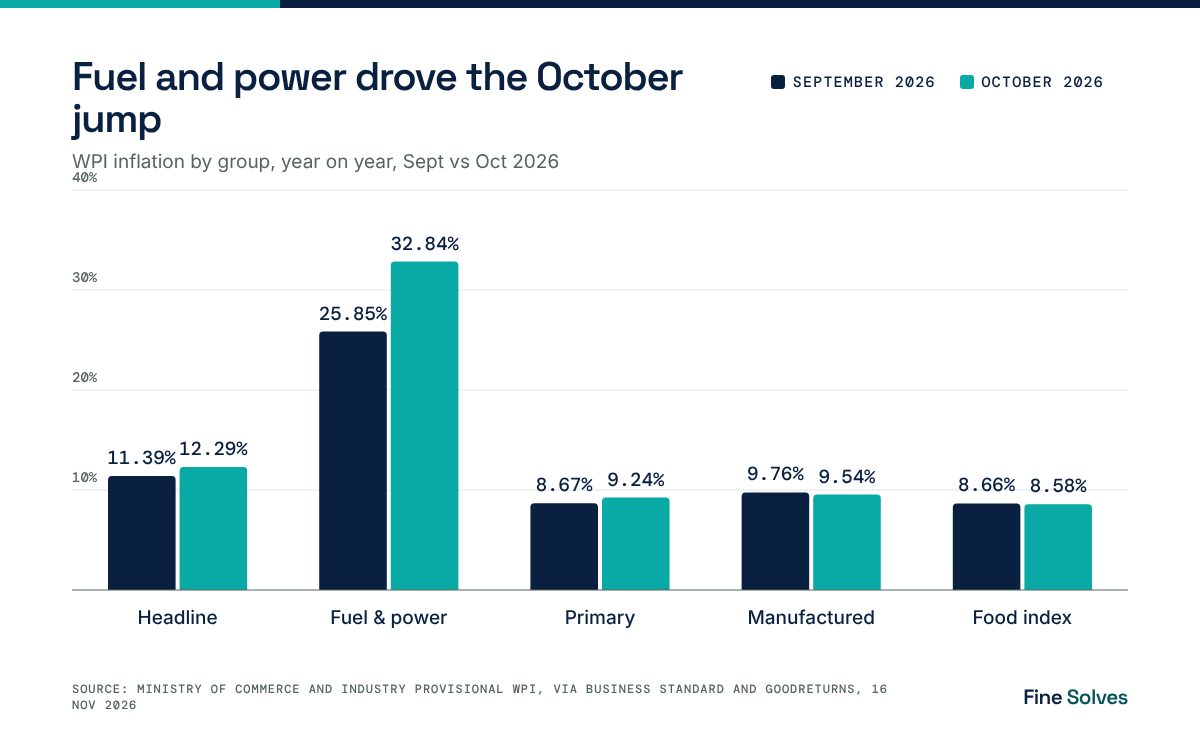 Fuel and power drove the October
jump
SEPTEMBER 2026 OCTOBER 2026
WPI inflation by group, year on year, Sept vs Oct 2026
40%
30%
20%
10%
11.39% 12.29%
25.85% 32.84%
8.67% 9.24%
9.76% 9.54%
8.66% 8.58%
Headline Fuel & power Primary Manufactured Food index
SOURCE: MINISTRY OF COMMERCE AND INDUSTRY PROVISIONAL WPI, VIA BUSINESS STANDARD AND GOODRETURNS, 16
NOV 2026
Fine Solves